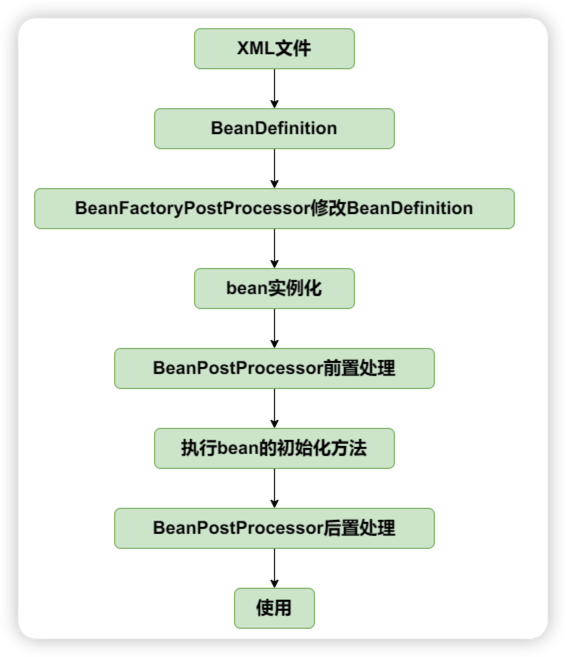 XML文件
BeanDefinition
BeanFactoryPostProcessor修改BeanDefinition
bean实例化
BeanPostProcessor前置处理
执行bean的初始化方法
BeanPostProcessor后置处理
使用